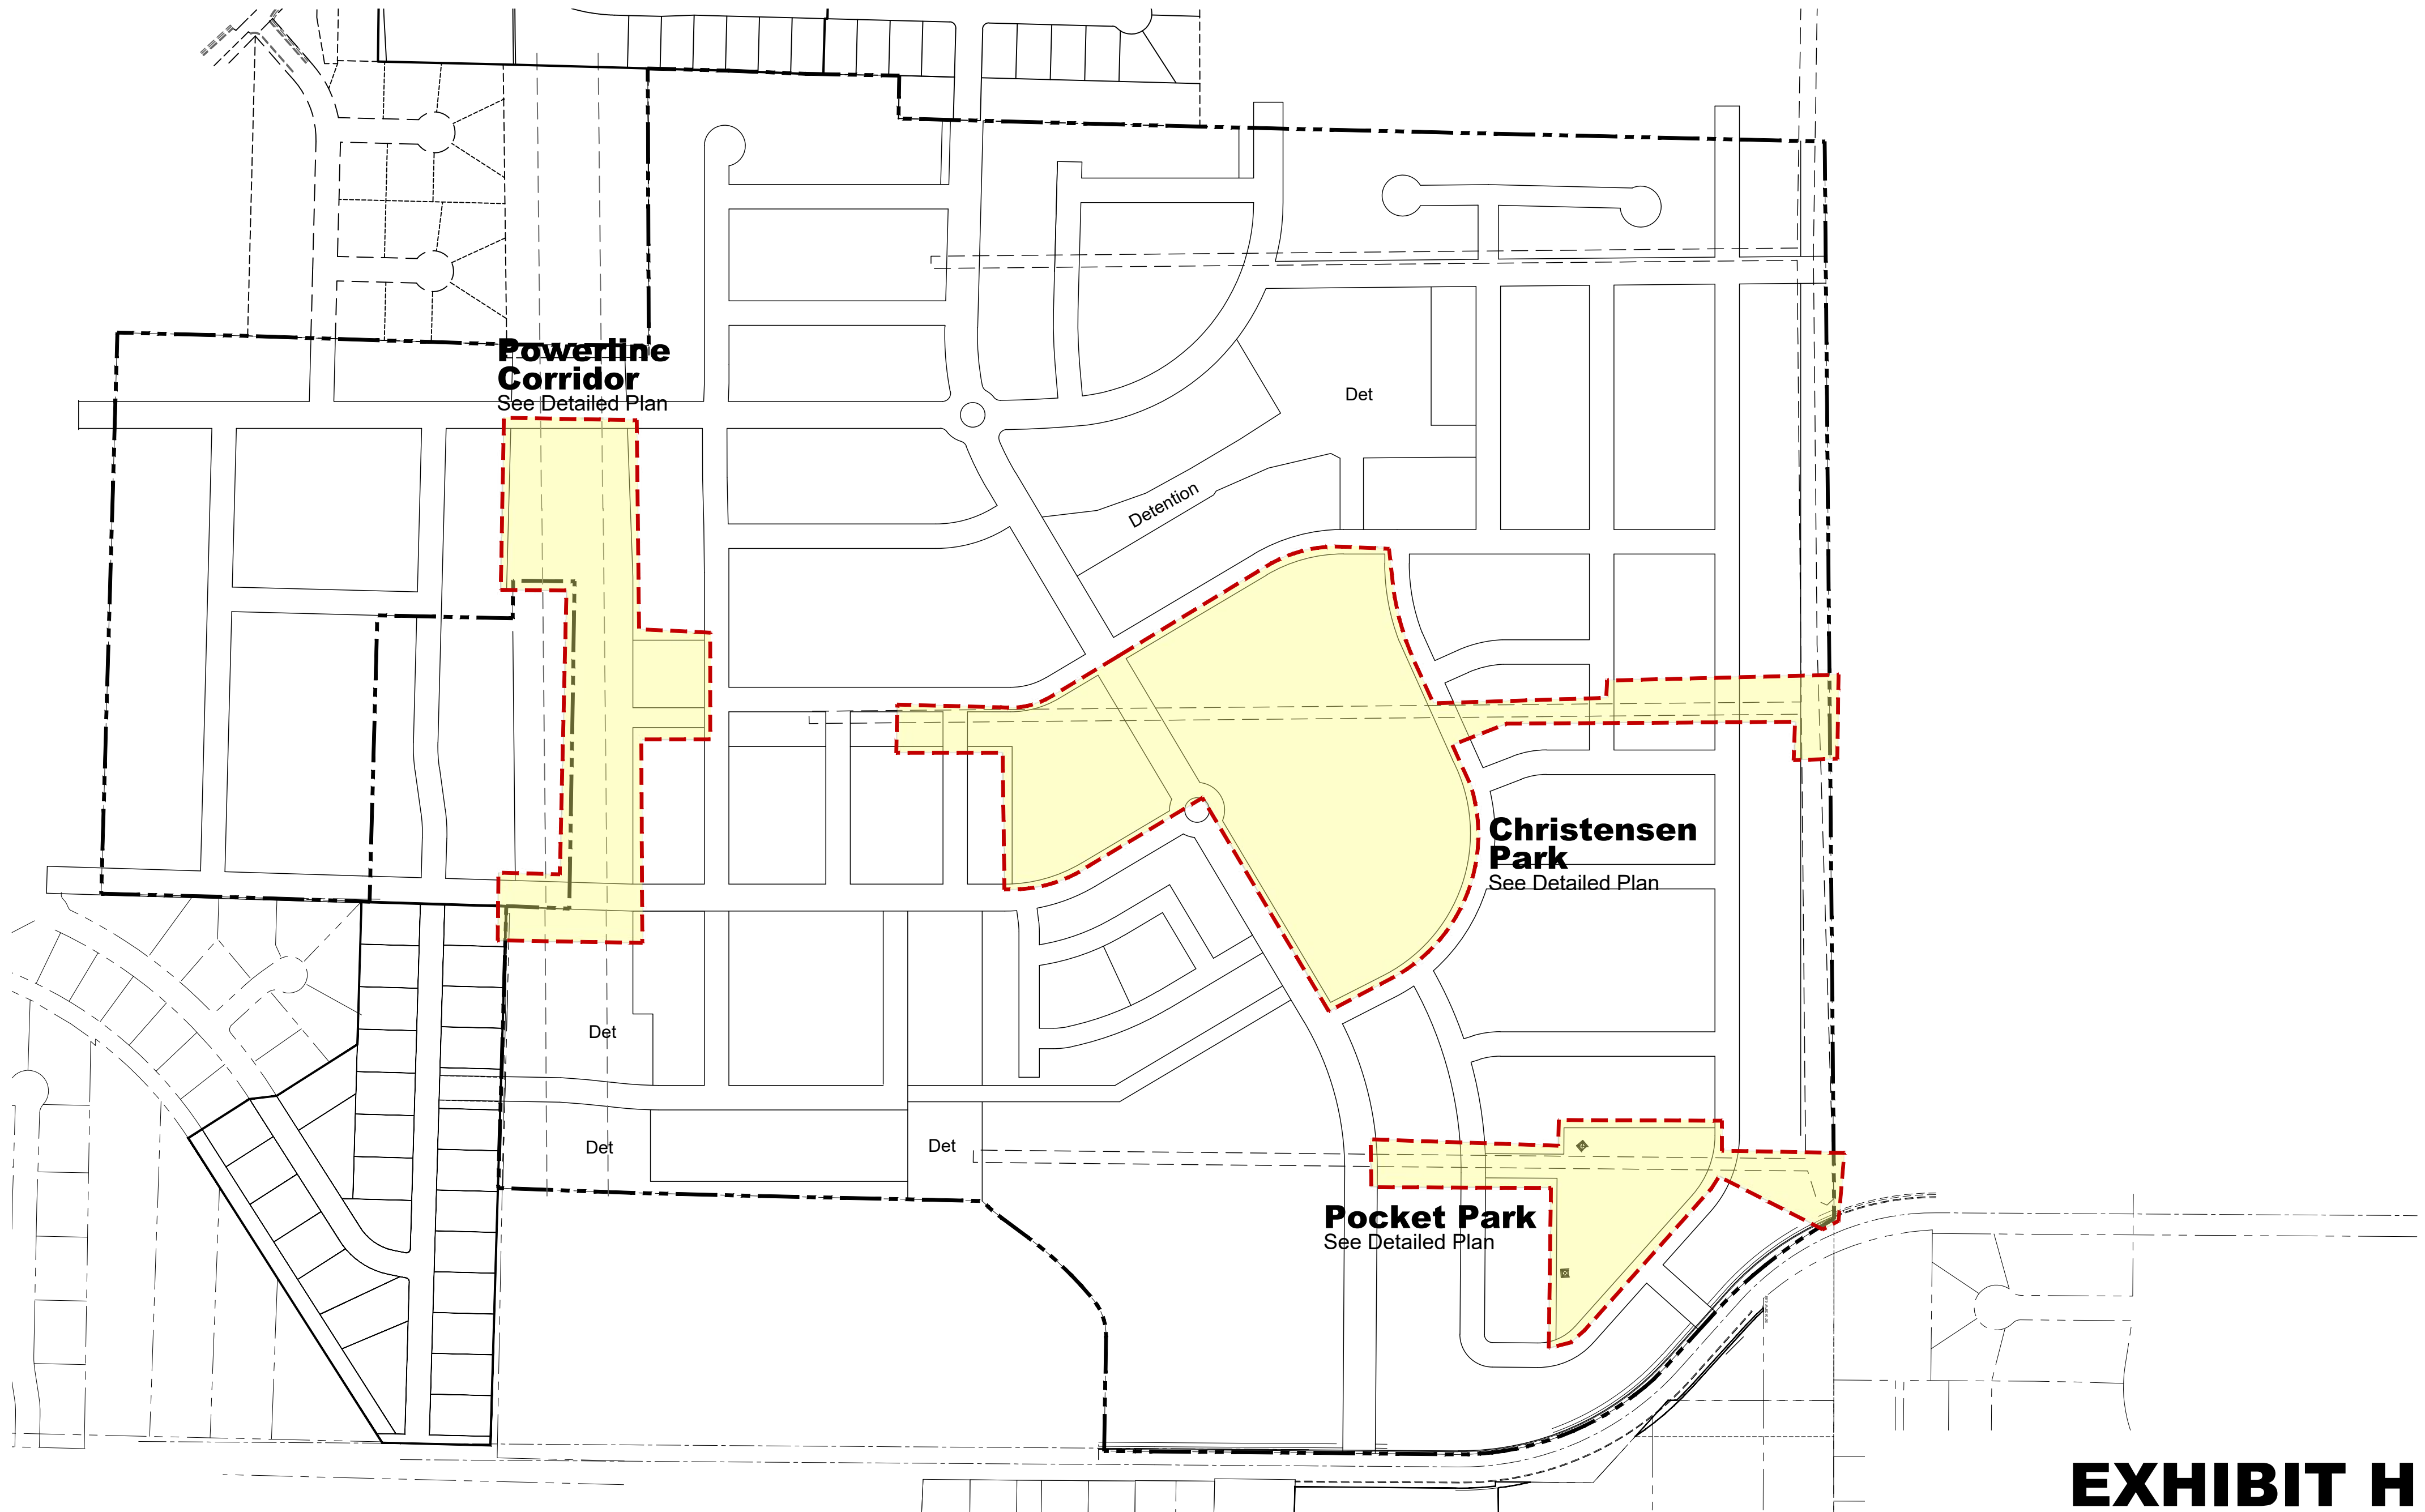 Powerline
Corridor
See Detailed Plan
Det
Detention
Christensen
Park
See Detailed Plan
Det
Det
Det
Pocket Park
See Detailed Plan
EXHIBIT H